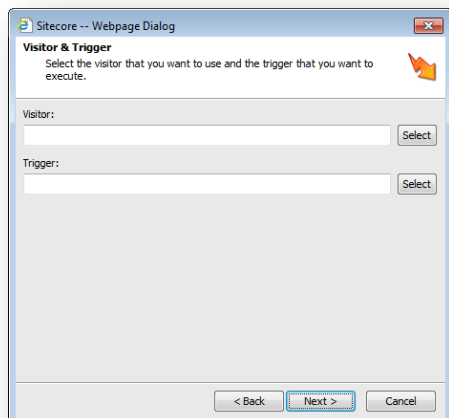 Sitecore -- Webpage Dialog
Visitor & Trigger
Select the visitor that you want to use and the trigger that you want to
execute.
Visitor:
Select
Trigger:
Select
< Back Next > Cancel